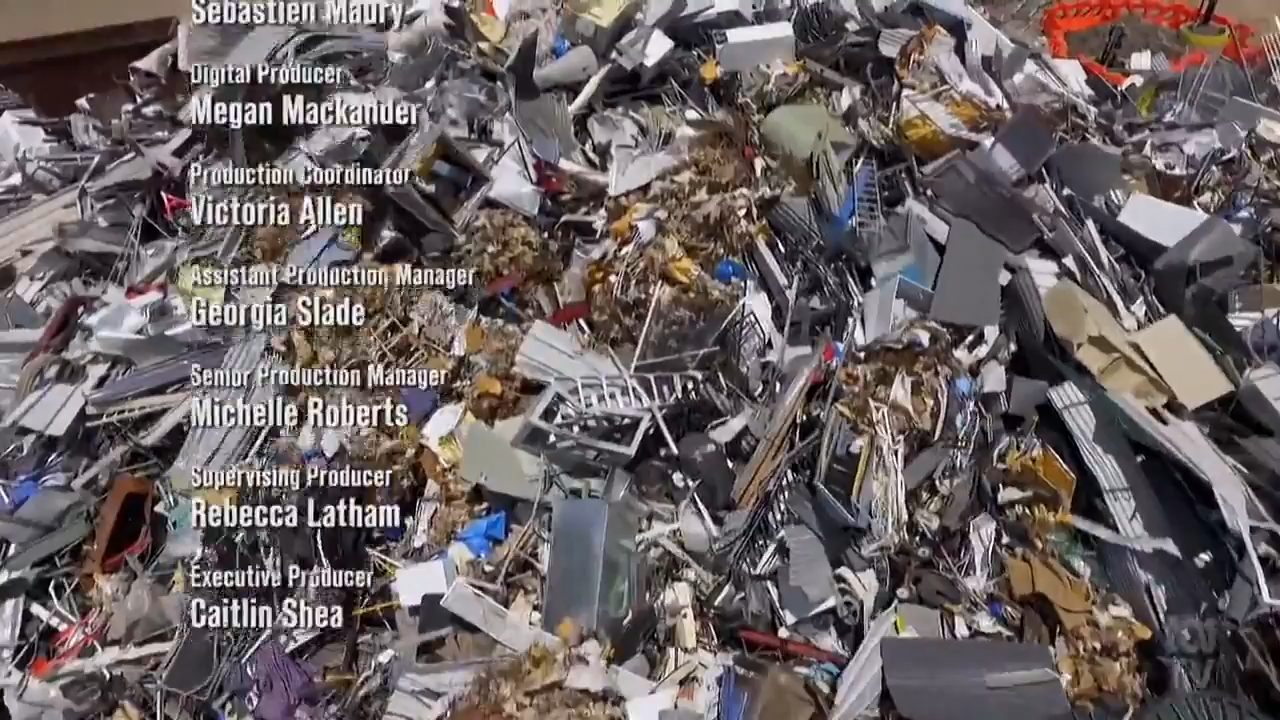 Sebastien Maury
Digital Producer
Megan Mackander
Production Coordinator
Victoria Allen
Assistant Production Manager
Georgia Slade
Senior Production Manager
Michelle Roberts
Supervising Producer
Rebecca Latham
Executive Producer
Caitlin Shea